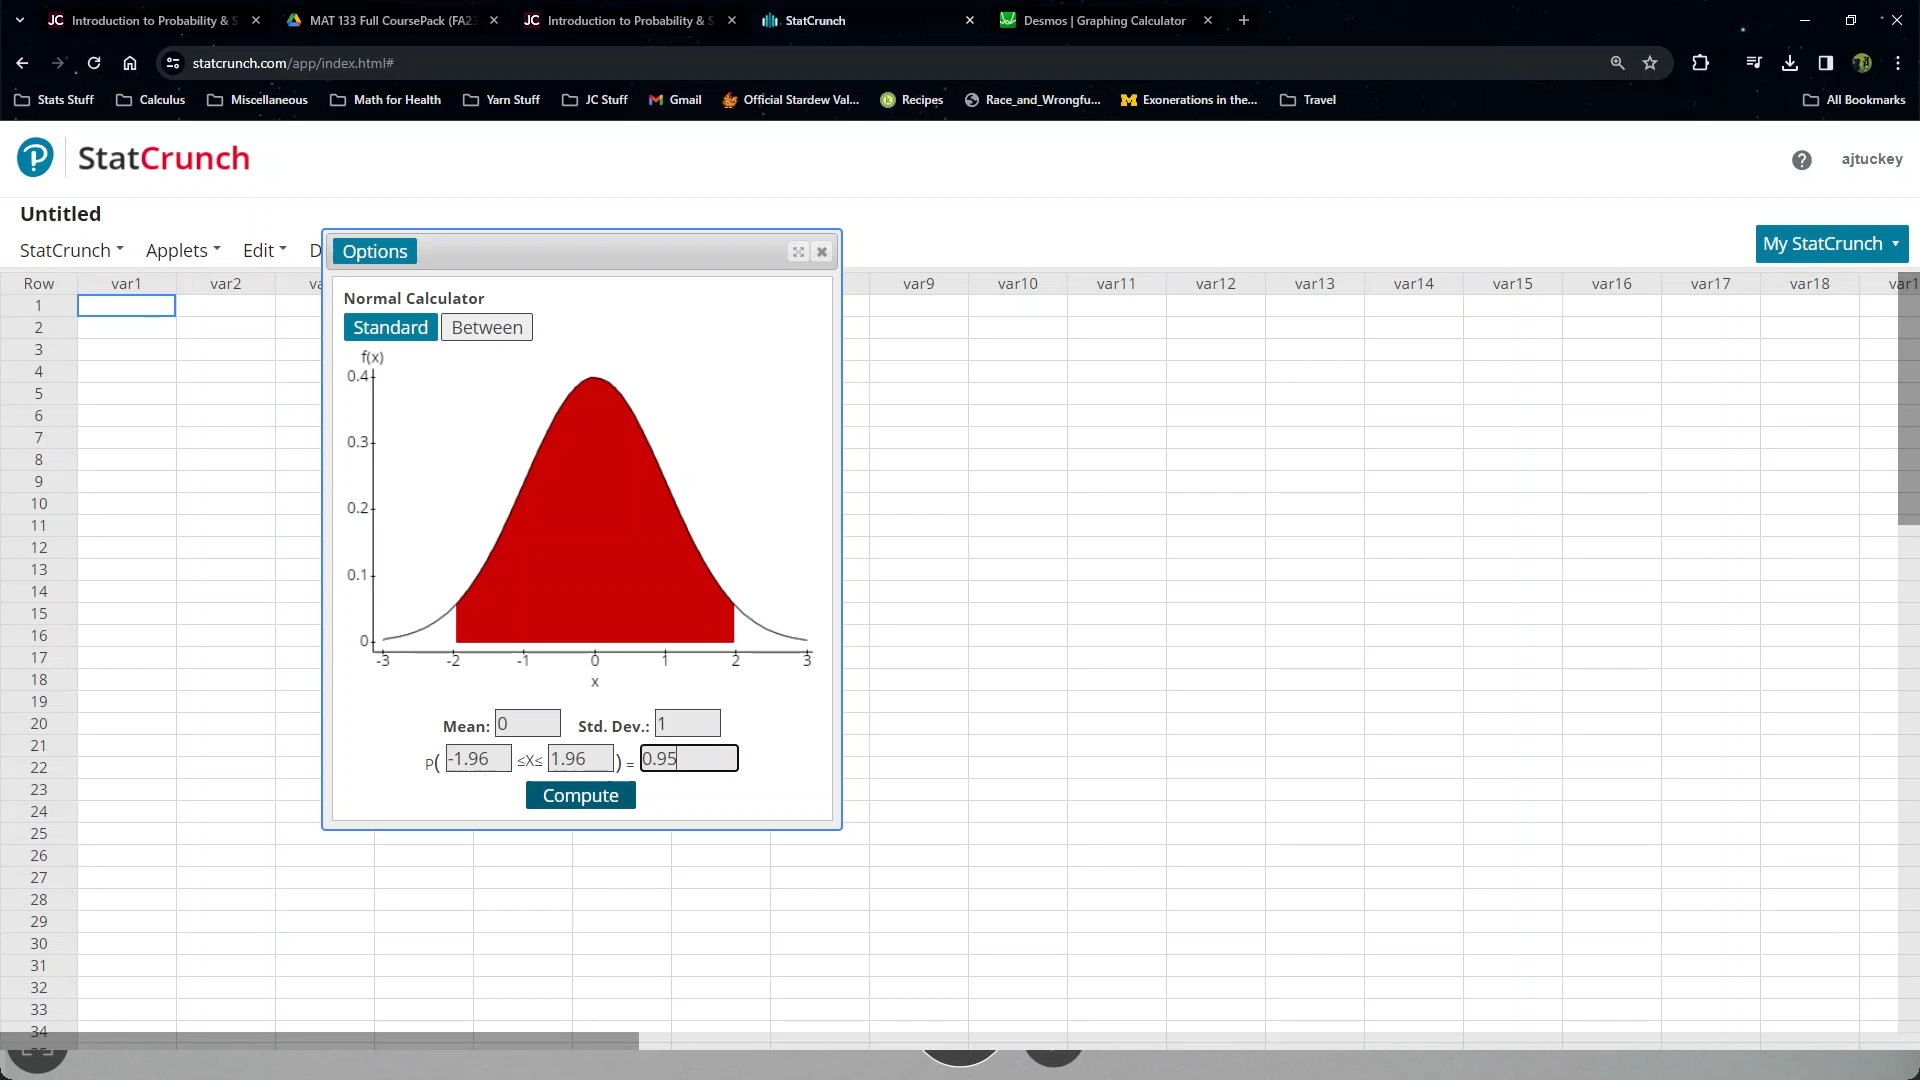 Introduction to Probability & S
MAT 133 Full CoursePack (FA23
Introduction to Probability & S
StatCrunch
Desmos | Graphing Calculator
statcrunch.com/app/index.html#
Stats Stuff
Calculus
Miscellaneous
Math for Health
Yarn Stuff
JC Stuff
Gmail
Official Stardew Val...
Recipes
Race_and_Wrongfu...
Exonerations in the...
Travel
All Bookmarks
StatCrunch
ajtuckey
Untitled
StatCrunch Applets Edit D
My StatCrunch
Options
Row var1 var2 va var9 var10 var11 var12 var13 var14 var15 var16 var17 var18 var1
Normal Calculator
Standard Between
f(x)
0.4
0.3
0.2
0.1
0
-3 -2 -1 0 1 2 3
x
Mean: 0 Std. Dev.: 1
P( -1.96 ≤X≤ 1.96 ) = 0.95
Compute
1
2
3
4
5
6
7
8
9
10
11
12
13
14
15
16
17
18
19
20
21
22
23
24
25
26
27
28
29
30
31
32
33
34